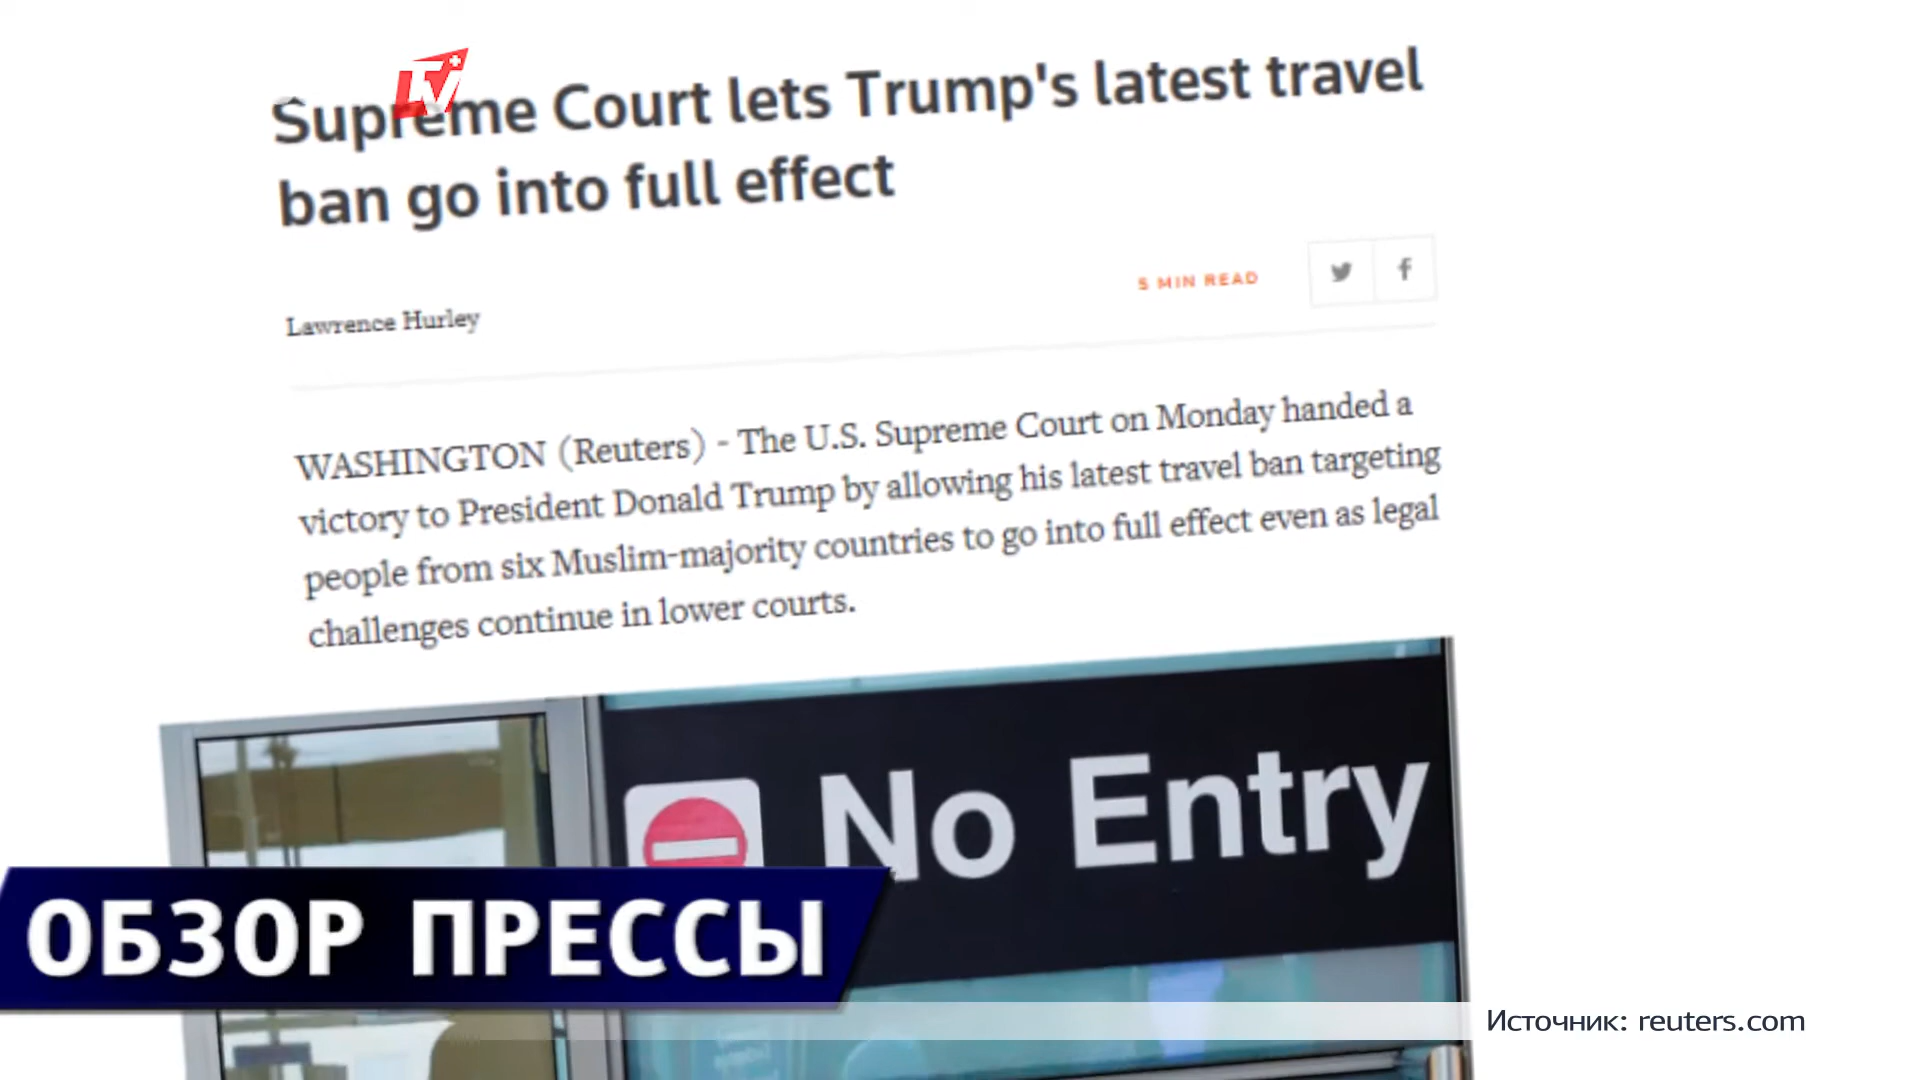 TV
Supreme Court lets Trump's latest travel
ban go into full effect
5 MIN READ
Lawrence Hurley
WASHINGTON (Reuters) - The U.S. Supreme Court on Monday handed a
victory to President Donald Trump by allowing his latest travel ban targeting
people from six Muslim-majority countries to go into full effect even as legal
challenges continue in lower courts.
No Entry
ОБЗОР ПРЕССЫ
Источник: reuters.com